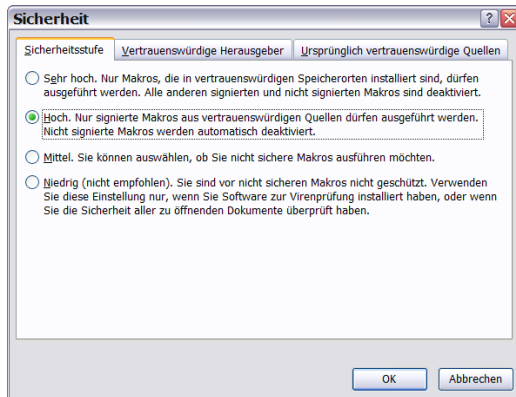 Sicherheit
Sicherheitsstufe Vertrauenswürdige Herausgeber Ursprünglich vertrauenswürdige Quellen
Sehr hoch. Nur Makros, die in vertrauenswürdigen Speicherorten installiert sind, dürfen
ausgeführt werden. Alle anderen signierten und nicht signierten Makros sind deaktiviert.
Hoch. Nur signierte Makros aus vertrauenswürdigen Quellen dürfen ausgeführt werden.
Nicht signierte Makros werden automatisch deaktiviert.
Mittel. Sie können auswählen, ob Sie nicht sichere Makros ausführen möchten.
Niedrig (nicht empfohlen). Sie sind vor nicht sicheren Makros nicht geschützt. Verwenden
Sie diese Einstellung nur, wenn Sie Software zur Virenprüfung installiert haben, oder wenn
Sie die Sicherheit aller zu öffnenden Dokumente überprüft haben.
OK Abbrechen